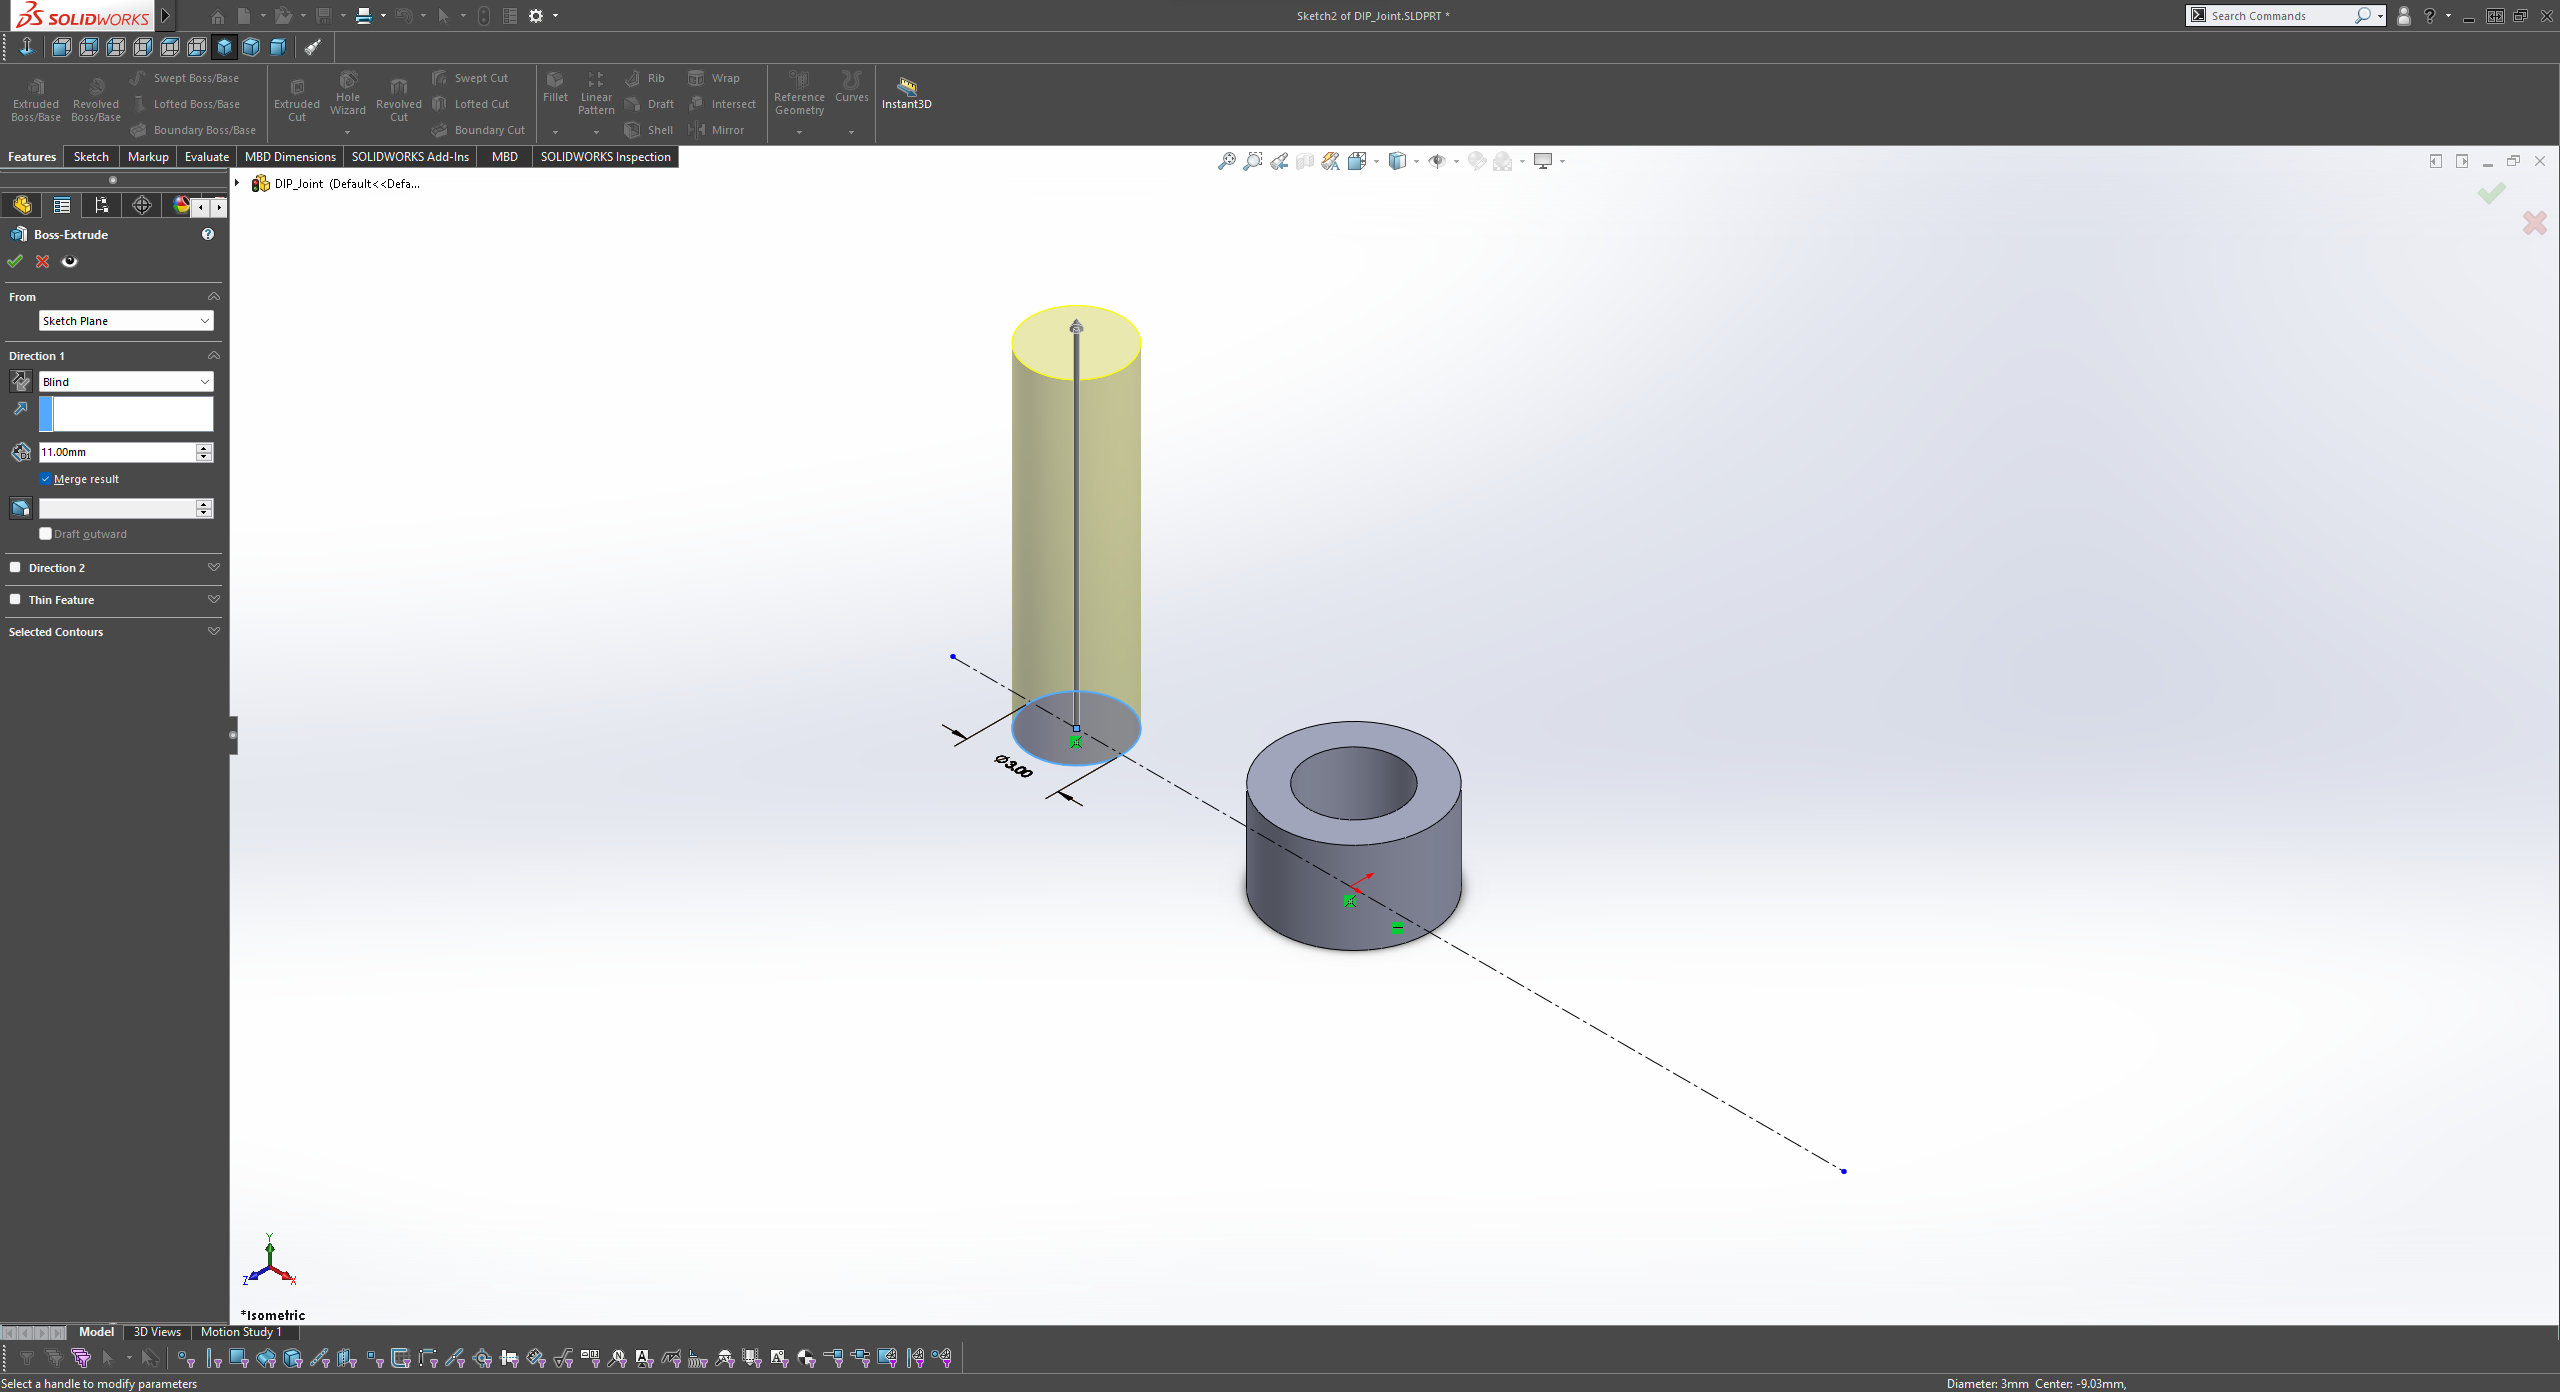 SOLIDWORKS
Sketch2 of DIP_Joint.SLDPRT *
Search Commands
Extruded Boss/Base
Revolved Boss/Base
Swept Boss/Base
Lofted Boss/Base
Boundary Boss/Base
Extruded Cut
Hole Wizard
Revolved Cut
Swept Cut
Lofted Cut
Boundary Cut
Fillet
Linear Pattern
Rib
Draft
Shell
Wrap
Intersect
Mirror
Reference Geometry
Curves
Instant3D
Features
Sketch
Markup
Evaluate
MBD Dimensions
SOLIDWORKS Add-Ins
MBD
SOLIDWORKS Inspection
DIP_Joint (Default<<Defa...
Boss-Extrude
From
Sketch Plane
Direction 1
Blind
11.00mm
Merge result
Draft outward
Direction 2
Thin Feature
Selected Contours
Ø3.00
Y
Z
X
*Isometric
Model
3D Views
Motion Study 1
Select a handle to modify parameters
Diameter: 3mm Center: -9.03mm,